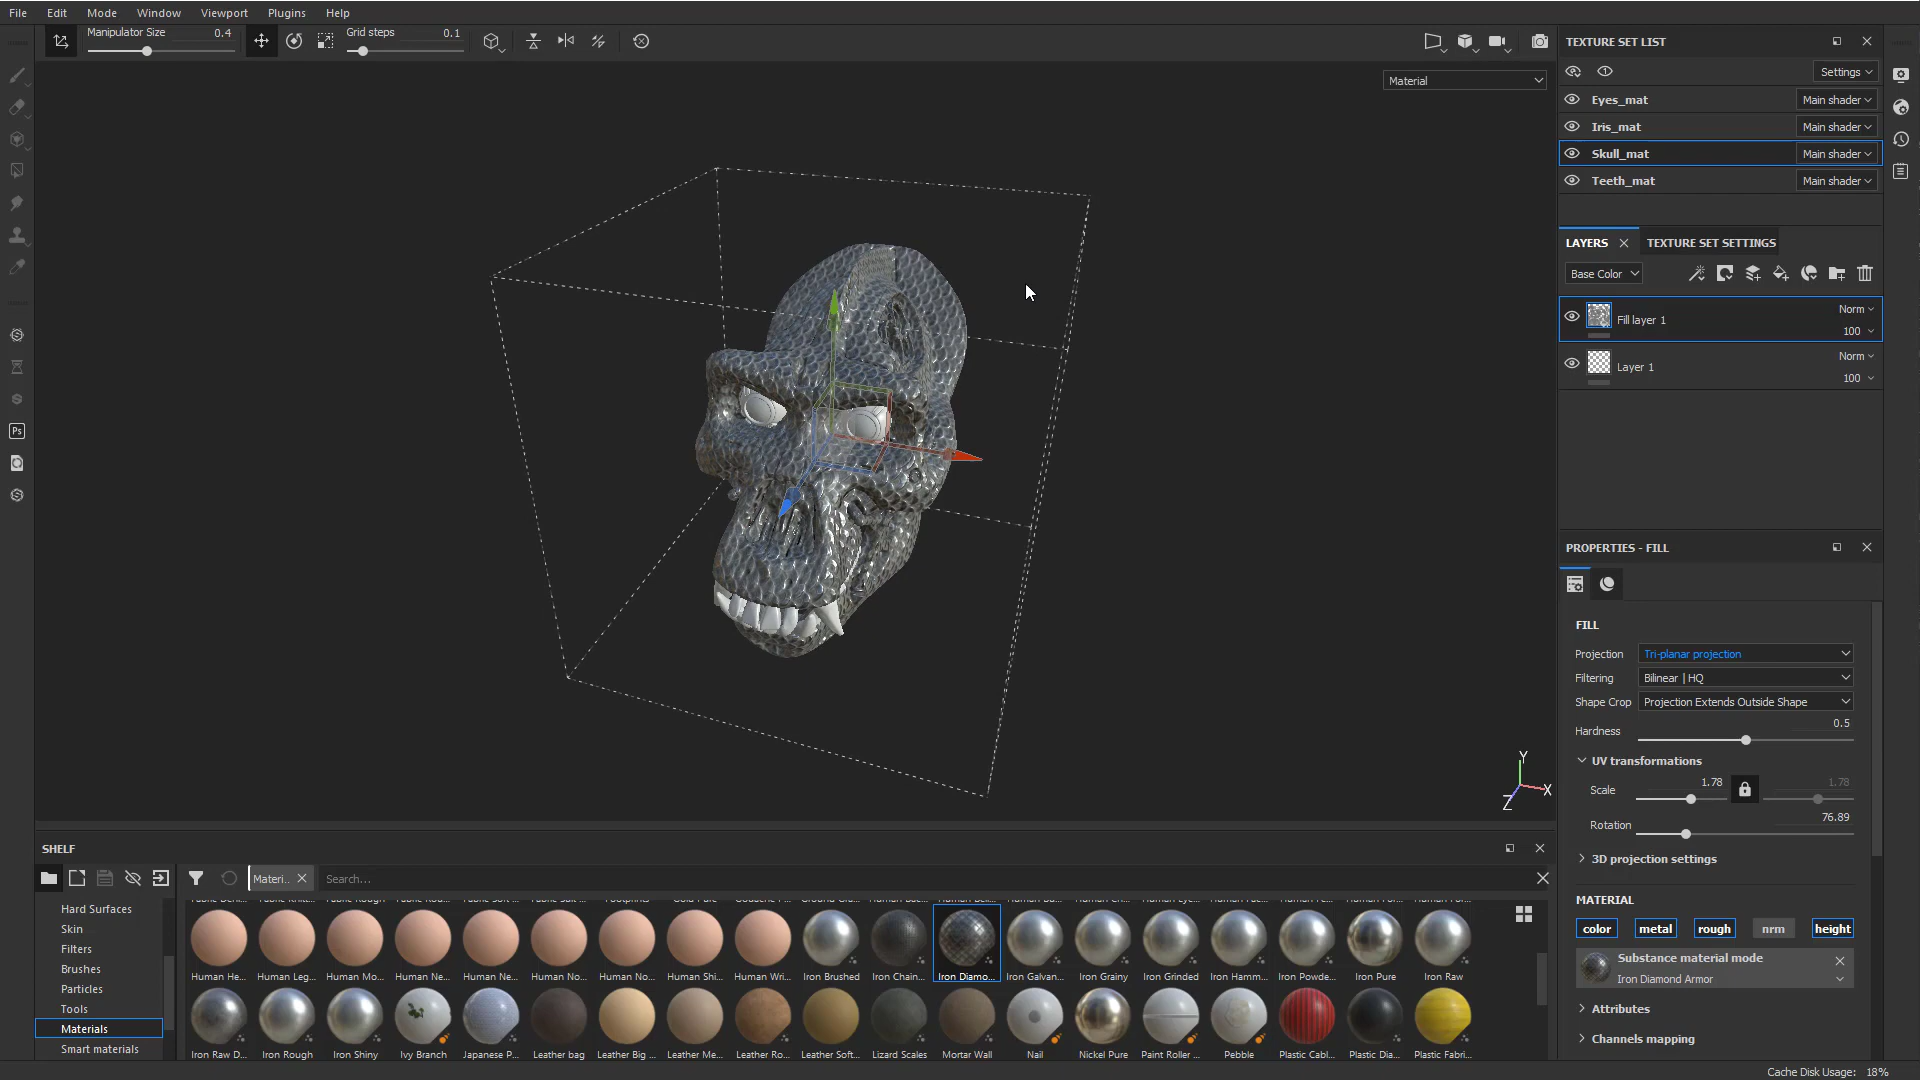 File Edit Mode Window Viewport Plugins Help
Manipulator Size 0.4
Grid steps 0.1
Material
TEXTURE SET LIST
Settings
Eyes_mat Main shader
Iris_mat Main shader
Skull_mat Main shader
Teeth_mat Main shader
LAYERS TEXTURE SET SETTINGS
Base Color
Fill layer 1 Norm
100
Layer 1 Norm
100
PROPERTIES - FILL
FILL
Projection Tri-planar projection
Filtering Bilinear | HQ
Shape Crop Projection Extends Outside Shape
Hardness 0.5
UV transformations
Scale 1.78 1.78
Rotation 76.89
3D projection settings
MATERIAL
color metal rough nrm height
Substance material mode
Iron Diamond Armor
Attributes
Channels mapping
Ps
Y
X
Z
SHELF
Materi..
Search...
Hard Surfaces
Skin
Filters
Brushes
Particles
Tools
Materials
Smart materials
Human He... Human Leg... Human Mo... Human Ne... Human Ne... Human No... Human No... Human Shi... Human Wri... Iron Brushed Iron Chain... Iron Diamo... Iron Galvan... Iron Grainy Iron Grinded Iron Hamm... Iron Powde... Iron Pure Iron Raw
Iron Raw D... Iron Rough Iron Shiny Ivy Branch Japanese P... Leather bag Leather Big ... Leather Me... Leather Ro... Leather Soft... Lizard Scales Mortar Wall Nail Nickel Pure Paint Roller ... Pebble Plastic Cabl... Plastic Dia... Plastic Fabri...
Cache Disk Usage: 18%